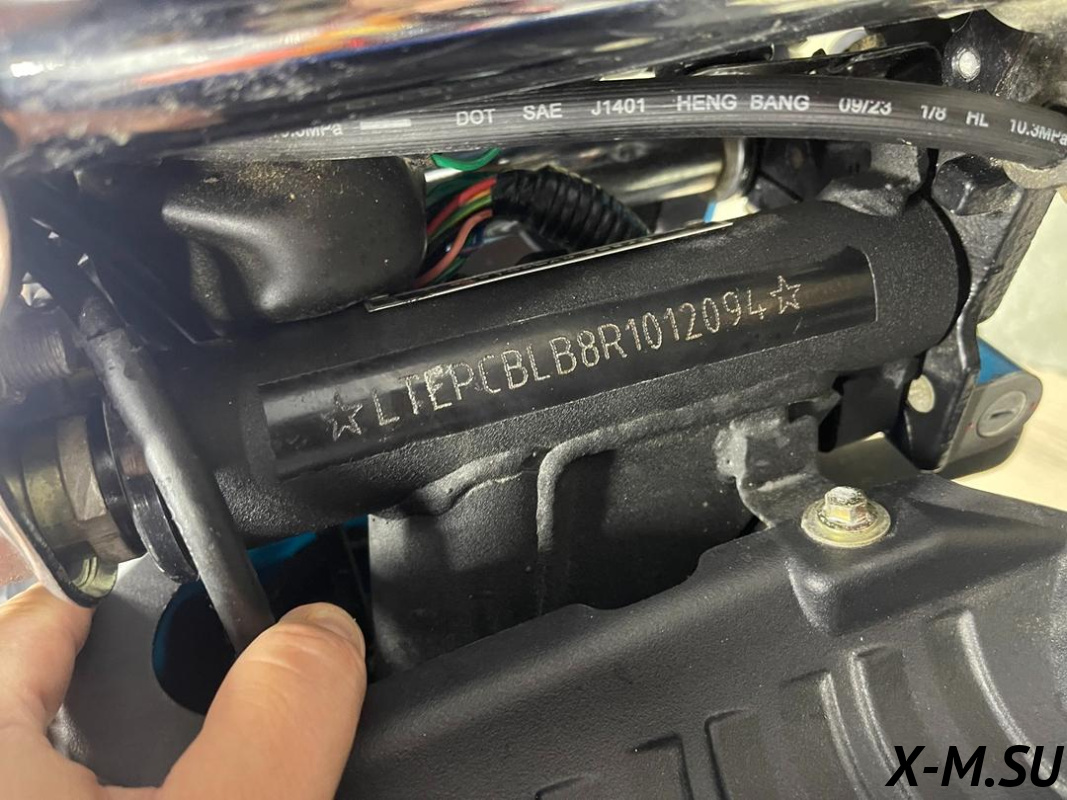 DOT SAE J1401 HENG BANG 09/23 1/8 HL 10.3MPa
☆LTEPCBLB8R1012094☆
X-M.SU